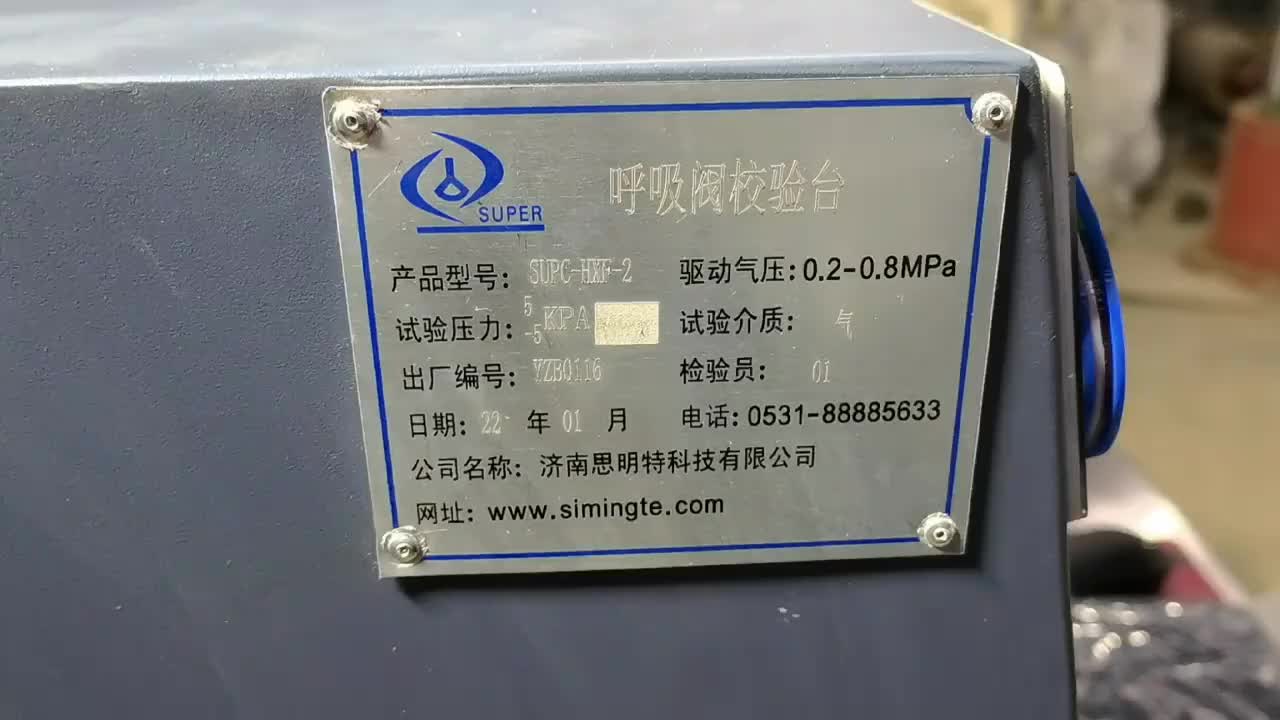 SUPER
呼吸阀校验台
产品型号: SUPC-HXF-2 驱动气压:0.2-0.8MPa
试验压力: 5 -5 KPA 试验介质: 气
出厂编号: YZB0116 检验员: 01
日期: 22 年 01 月 电话:0531-88885633
公司名称: 济南思明特科技有限公司
网址: www.simingte.com